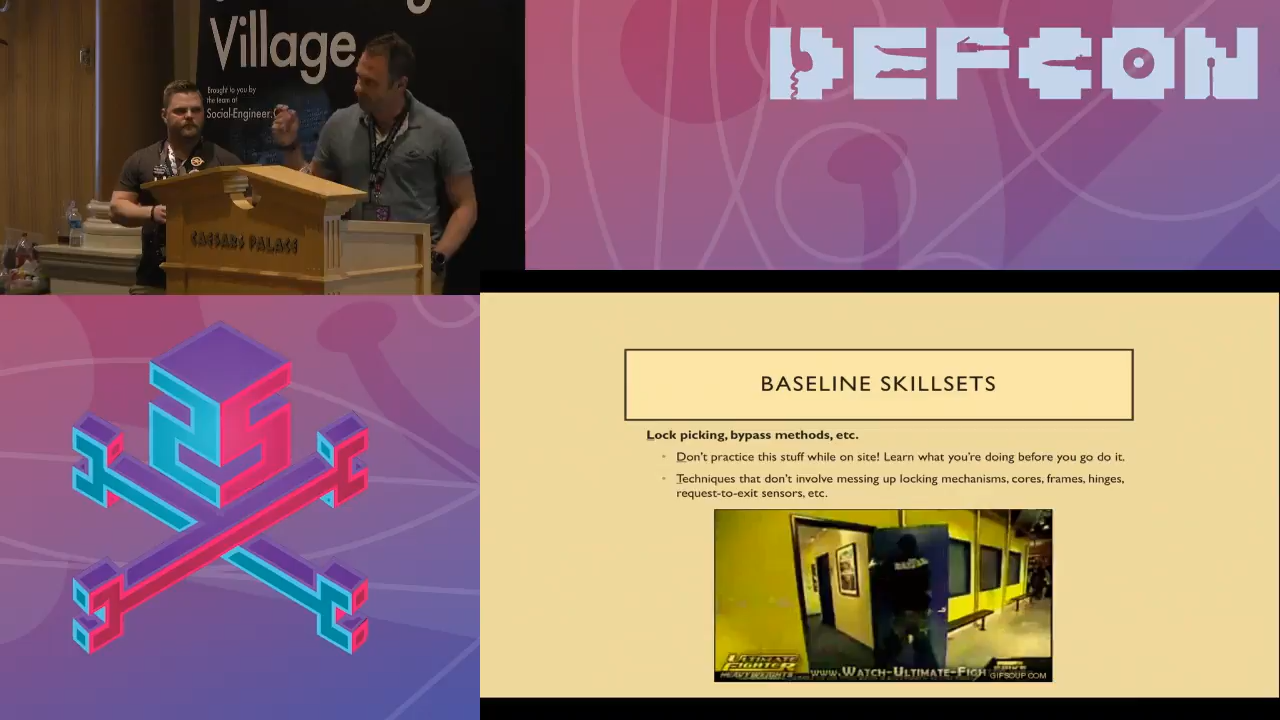 Village
Brought to you by
the team at
Social-Engineer.
CAESARS PALACE
DEFCON
BASELINE SKILLSETS
Lock picking, bypass methods, etc.
Don't practice this stuff while on site! Learn what you're doing before you go do it.
Techniques that don't involve messing up locking mechanisms, cores, frames, hinges,
request-to-exit sensors, etc.
ULTIMATE
FIGHTER
HEAVYWEIGHTS
www.Watch-Ultimate-Figh
GIFSOUP.COM